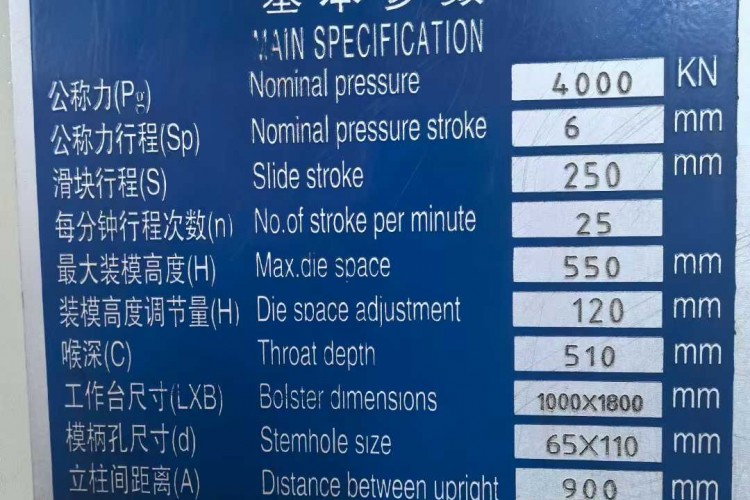 基本参数
MAIN SPECIFICATION
公称力(Pg) Nominal pressure 4000 KN
公称力行程(Sp) Nominal pressure stroke 6 mm
滑块行程(S) Slide stroke 250 mm
每分钟行程次数(n) No.of stroke per minute 25
最大装模高度(H) Max.die space 550 mm
装模高度调节量(H) Die space adjustment 120 mm
喉深(C) Throat depth 510 mm
工作台尺寸(LXB) Bolster dimensions 1000X1800 mm
模柄孔尺寸(d) Stemhole size 65X110 mm
立柱间距离(A) Distance between upright 900 mm